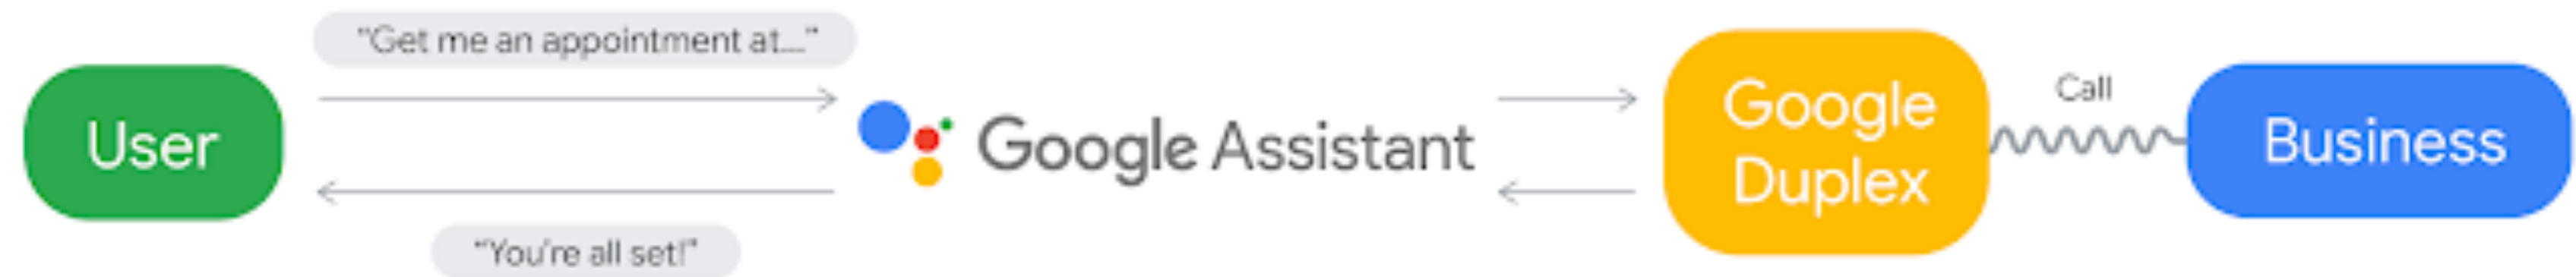 "Get me an appointment at..."
User
Google Assistant
"You're all set!"
Google
Duplex
Call
Business